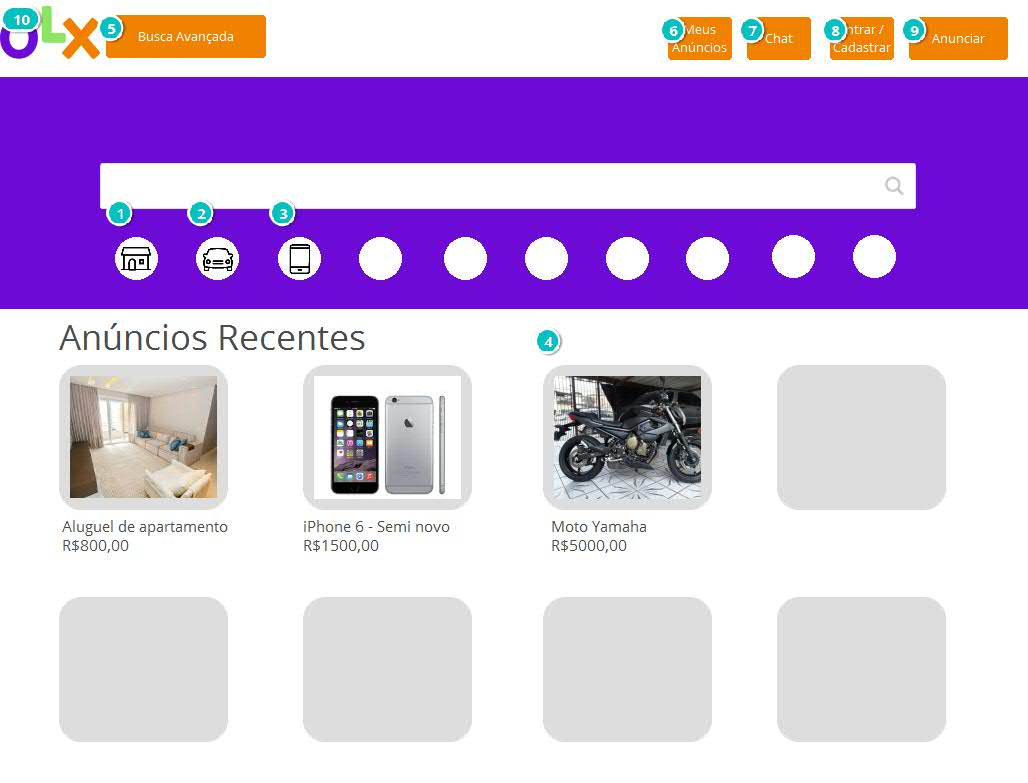 10
OLX
5
Busca Avançada
6
Meus
Anúncios
7
Chat
8
ntrar /
Cadastrar
9
Anunciar
1
2
3
Anúncios Recentes
4
Aluguel de apartamento
R$800,00
iPhone 6 - Semi novo
R$1500,00
Moto Yamaha
R$5000,00